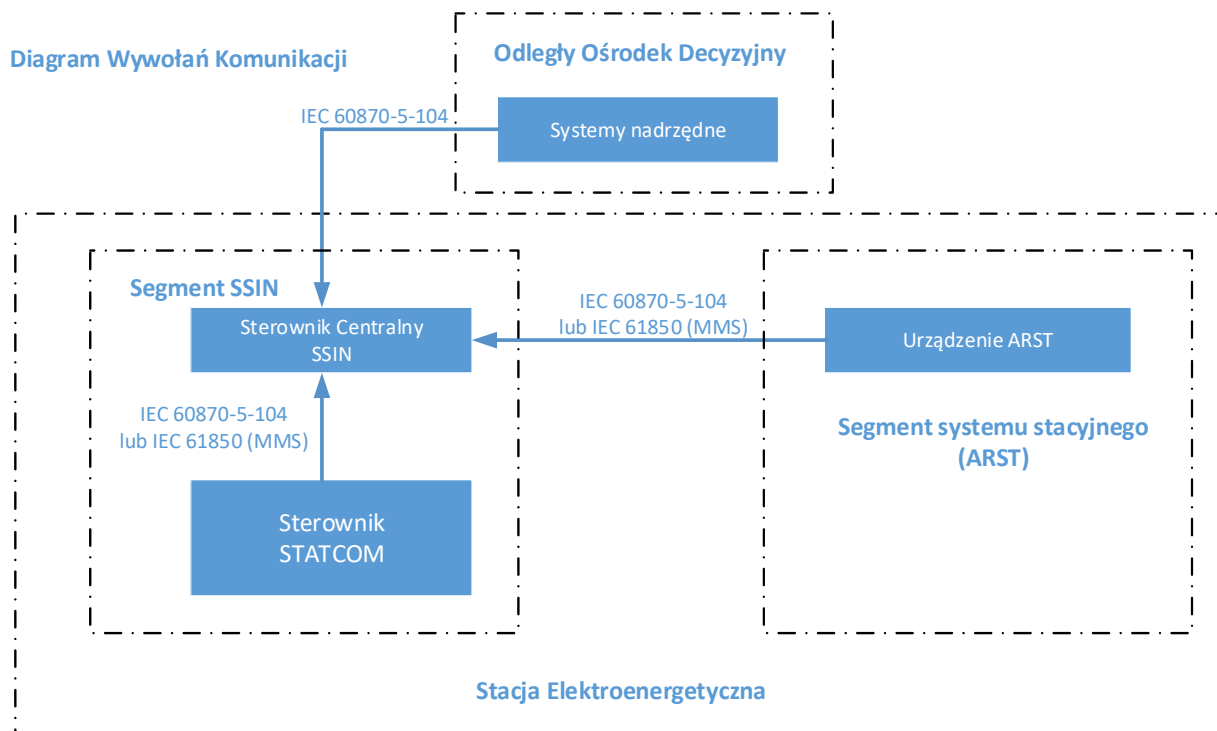 Diagram Wywołań Komunikacji
Odległy Ośrodek Decyzyjny
IEC 60870-5-104
Systemy nadrzędne
Segment SSIN
Sterownik Centralny
SSIN
IEC 60870-5-104
lub IEC 61850 (MMS)
Urządzenie ARST
IEC 60870-5-104
lub IEC 61850 (MMS)
Segment systemu stacyjnego
(ARST)
Sterownik
STATCOM
Stacja Elektroenergetyczna